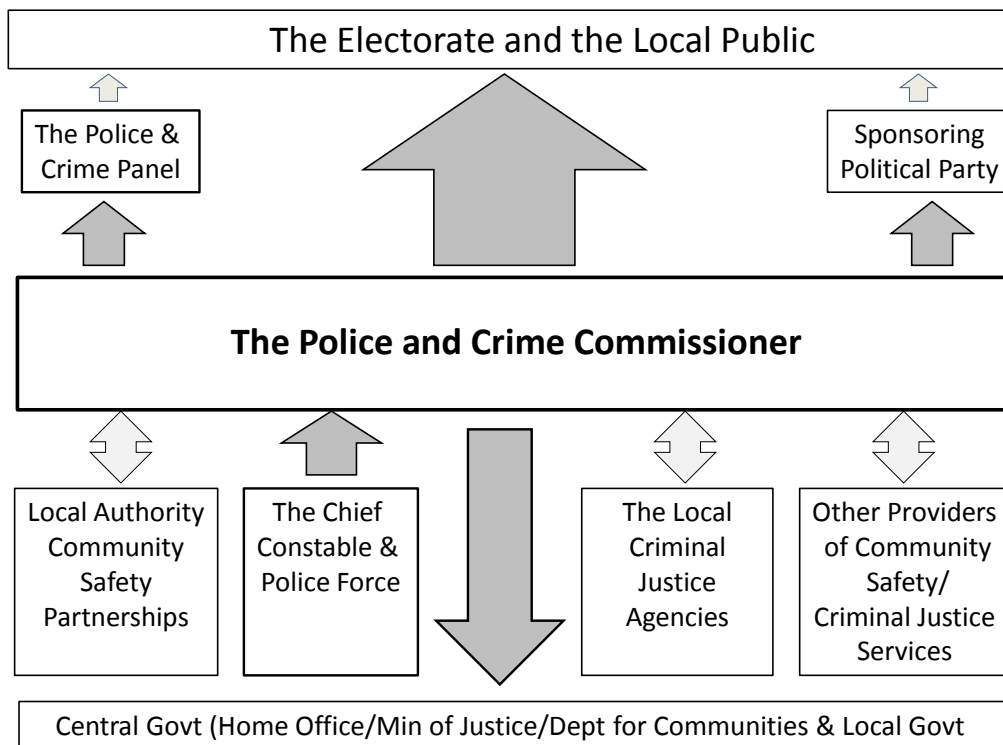 The Electorate and the Local Public
The Police &
Crime Panel
Sponsoring
Political Party
The Police and Crime Commissioner
Local Authority
Community
Safety
Partnerships
The Chief
Constable &
Police Force
The Local
Criminal
Justice
Agencies
Other Providers
of Community
Safety/
Criminal Justice
Services
Central Govt (Home Office/Min of Justice/Dept for Communities & Local Govt